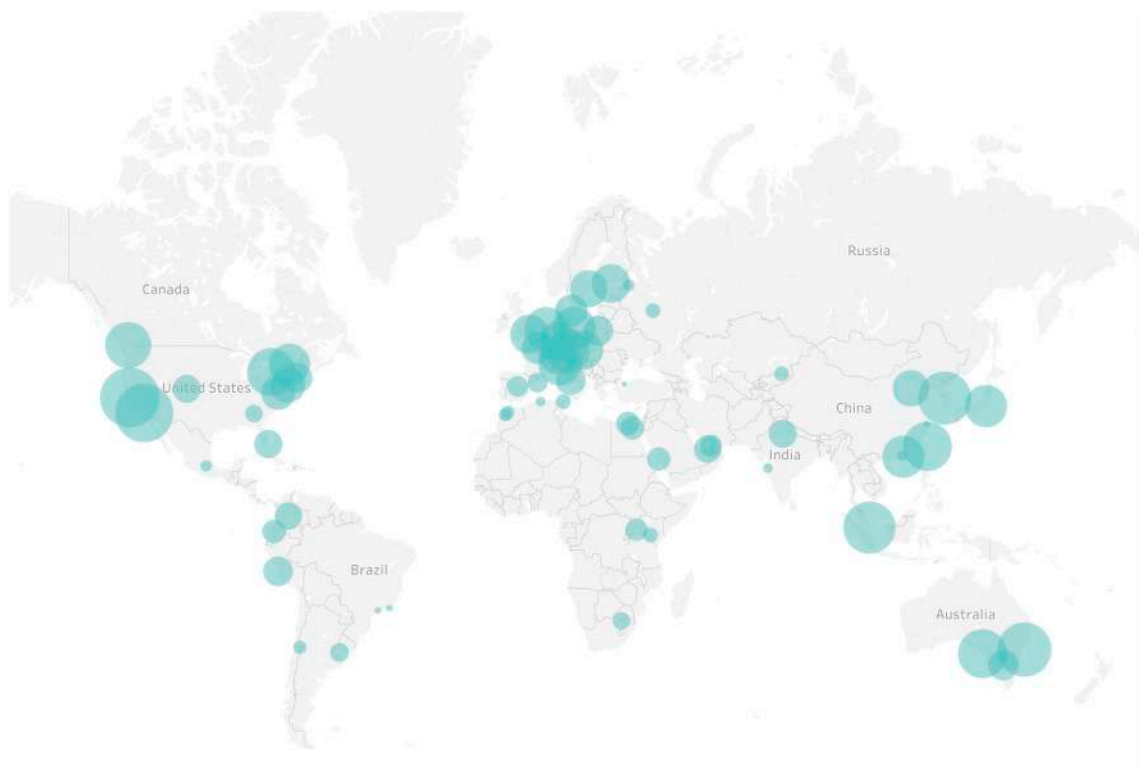 Russia
Canada
United States
China
India
Brazil
Australia